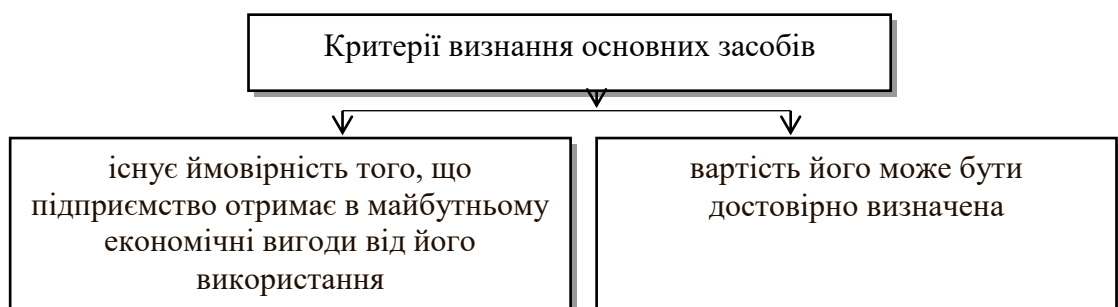 Критерії визнання основних засобів
існує ймовірність того, що
підприємство отримає в майбутньому
економічні вигоди від його
використання
вартість його може бути
достовірно визначена